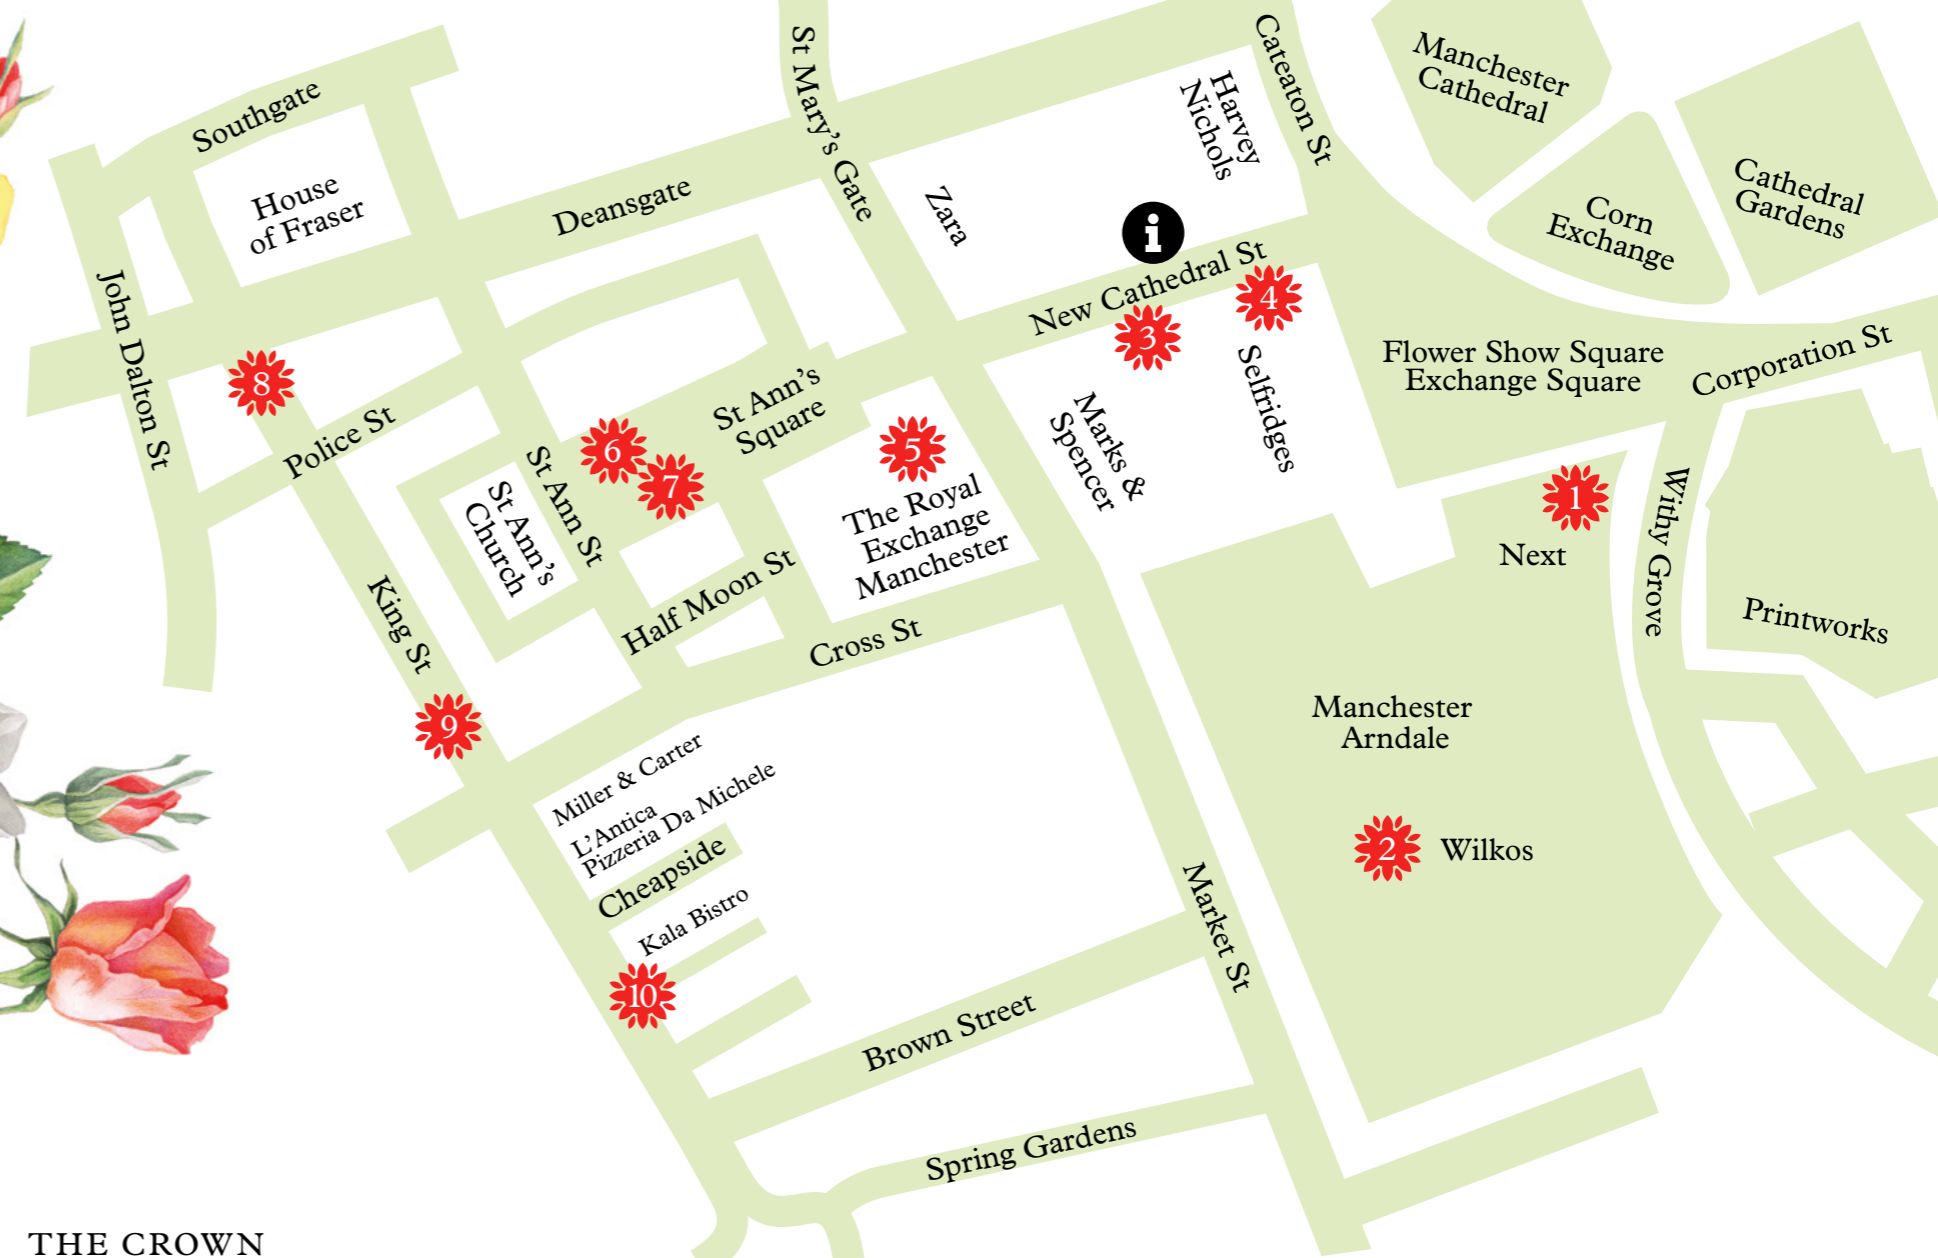 Southgate
House
of Fraser
Deansgate
St Mary's Gate
Zara
Harvey
Nichols
Cateaton St
Manchester
Cathedral
Corn
Exchange
Cathedral
Gardens
i
New Cathedral St
4
3
Selfridges
Marks &
Spencer
Flower Show Square
Exchange Square
Corporation St
John Dalton St
8
Police St
St Ann's
Square
6
7
5
The Royal
Exchange
Manchester
St Ann St
St Ann's
Church
Half Moon St
Cross St
King St
9
1
Next
Withy Grove
Printworks
Manchester
Arndale
2
Wilkos
Miller & Carter
L'Antica
Pizzeria Da Michele
Cheapside
Kala Bistro
10
Market St
Brown Street
Spring Gardens
THE CROWN